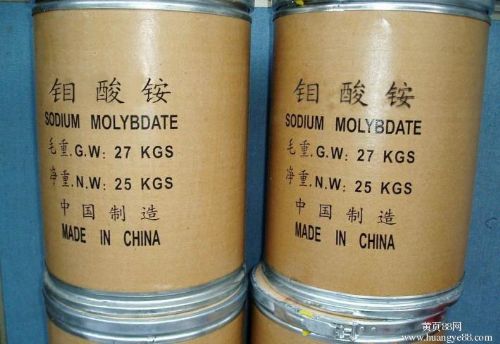 钼酸铵
SODIUM MOLYBDATE
毛重.G.W: 27 KGS
净重.N.W: 25 KGS
中国制造
MADE IN CHINA
钼酸铵
SODIUM MOLYBDATE
毛重.G.W: 27 KGS
净重.N.W: 25 KGS
中国制造
MADE IN CHINA
黄页88网
www.huangye88.com